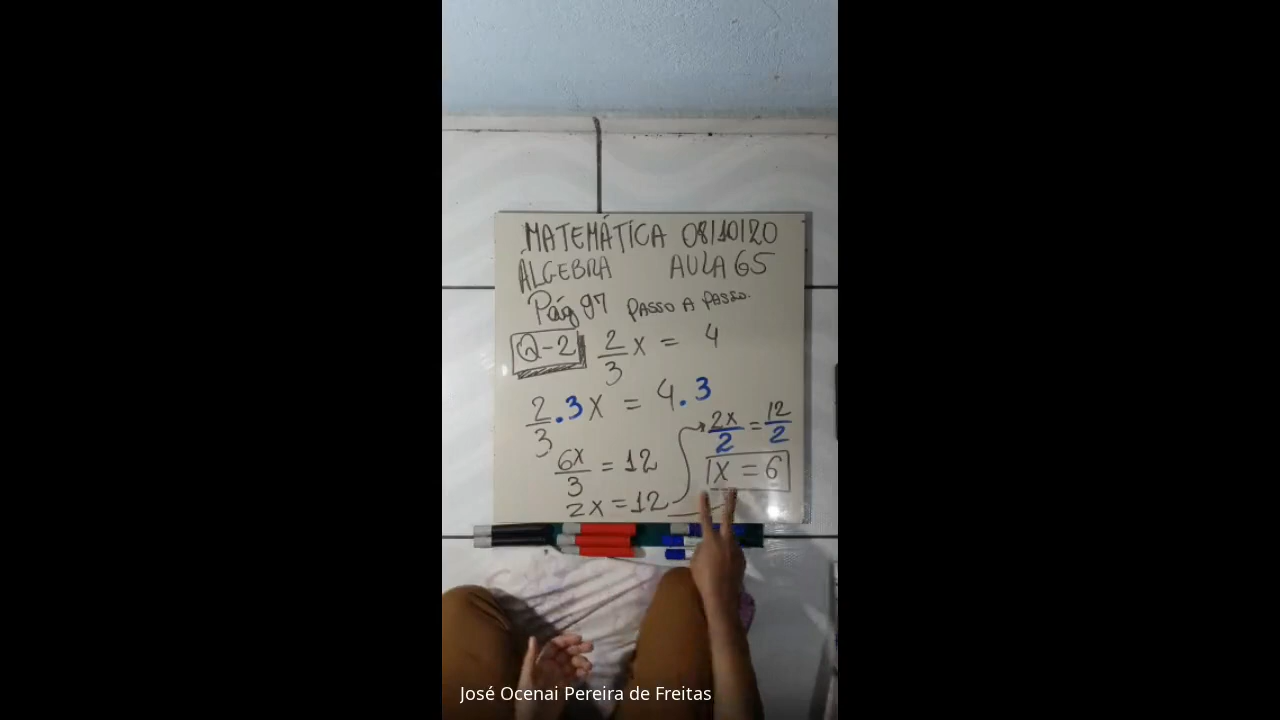 MATEMÁTICA 08/10/20
ÁLGEBRA AULA 65
Pág 97 PASSO A PASSO.
Q-2 2/3 x = 4
2/3 . 3 x = 4 . 3
6x/3 = 12
2x = 12
2x/2 = 12/2
1x = 6
José Ocenai Pereira de Freitas